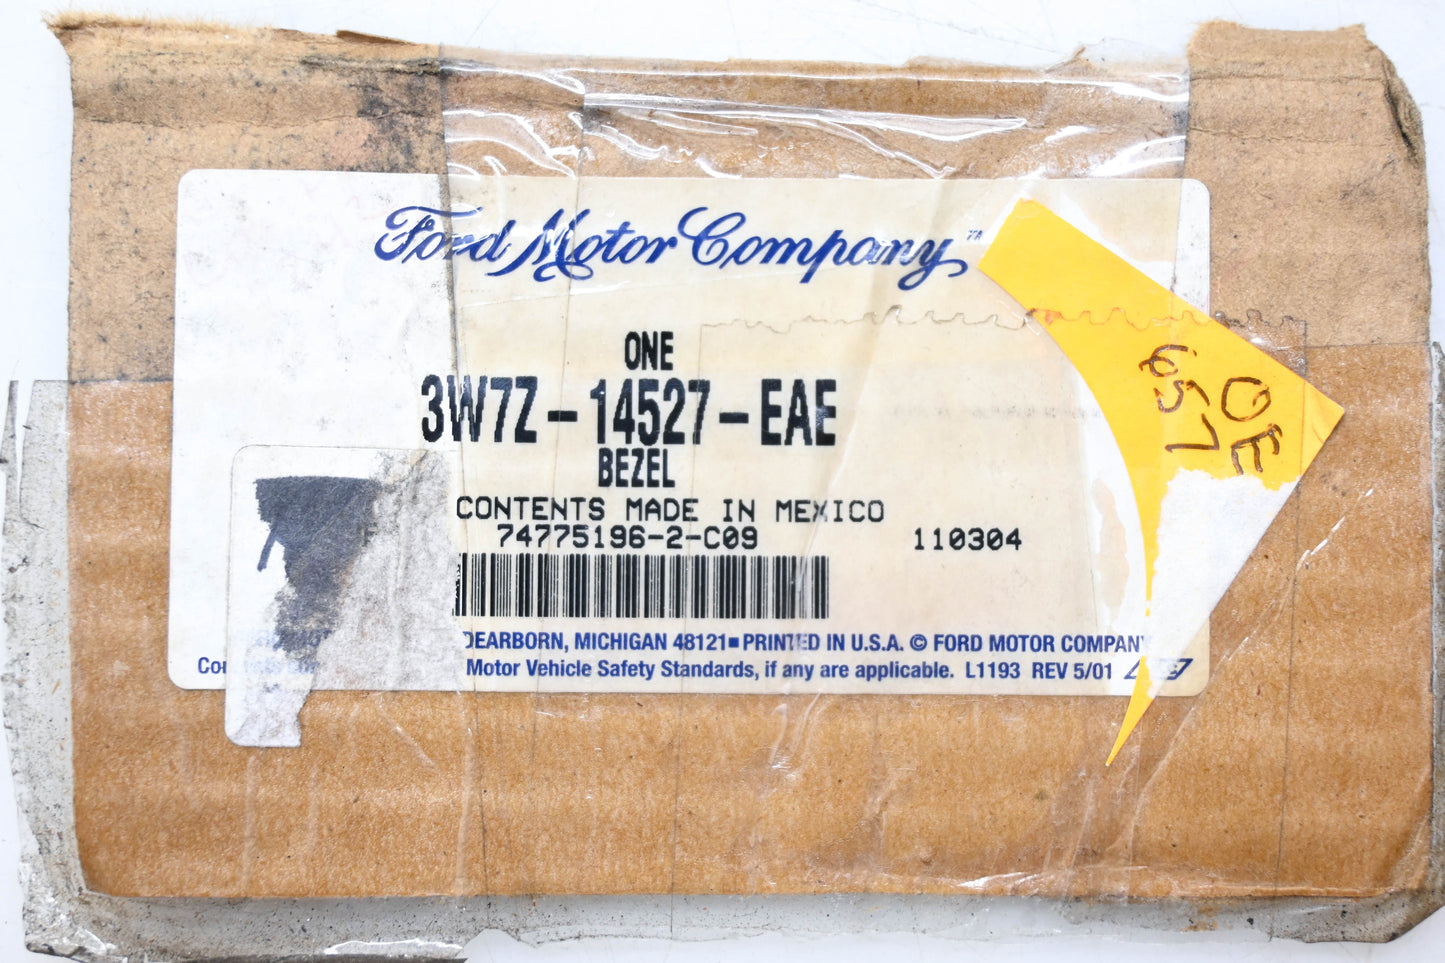 Ford Motor Company™
ONE
3W7Z-14527-EAE
BEZEL
CONTENTS MADE IN MEXICO
74775196-2-C09 110304
DEARBORN, MICHIGAN 48121■PRINTED IN U.S.A. © FORD MOTOR COMPANY
Motor Vehicle Safety Standards, if any are applicable. L1193 REV 5/01
OE
657